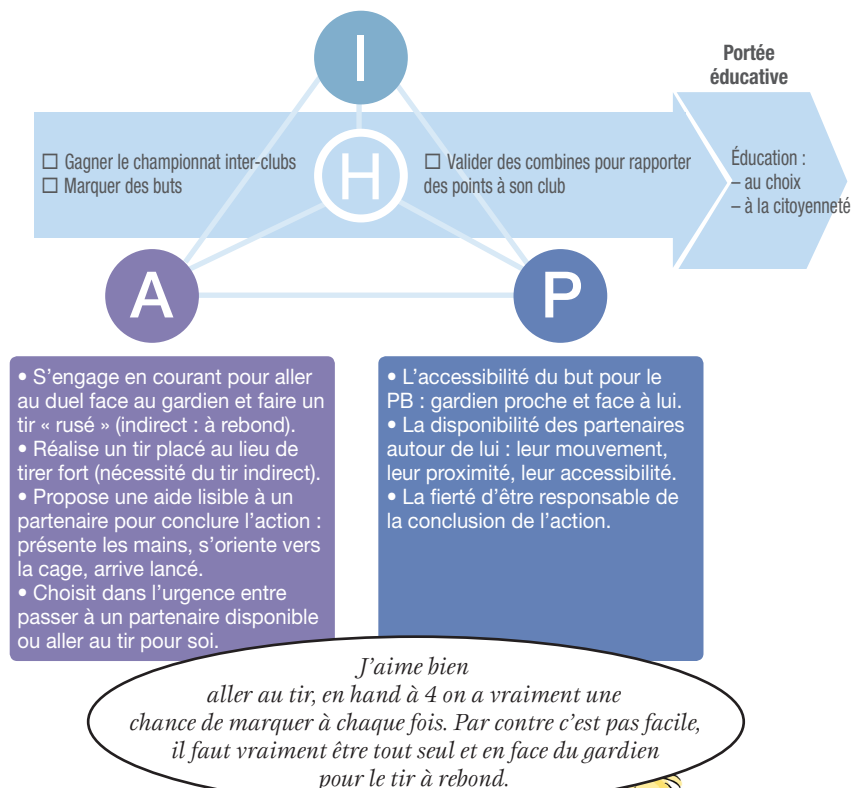 I
Portée
éducative
☐ Gagner le championnat inter-clubs
☐ Marquer des buts
H
☐ Valider des combines pour rapporter
des points à son club
Éducation :
– au choix
– à la citoyenneté
A
P
• S’engage en courant pour aller
au duel face au gardien et faire un
tir « rusé » (indirect : à rebond).
• Réalise un tir placé au lieu de
tirer fort (nécessité du tir indirect).
• Propose une aide lisible à un
partenaire pour conclure l’action :
présente les mains, s’oriente vers
la cage, arrive lancé.
• Choisit dans l’urgence entre
passer à un partenaire disponible
ou aller au tir pour soi.
• L’accessibilité du but pour le
PB : gardien proche et face à lui.
• La disponibilité des partenaires
autour de lui : leur mouvement,
leur proximité, leur accessibilité.
• La fierté d’être responsable de
la conclusion de l’action.
J’aime bien
aller au tir, en hand à 4 on a vraiment une
chance de marquer à chaque fois. Par contre c’est pas facile,
il faut vraiment être tout seul et en face du gardien
pour le tir à rebond.